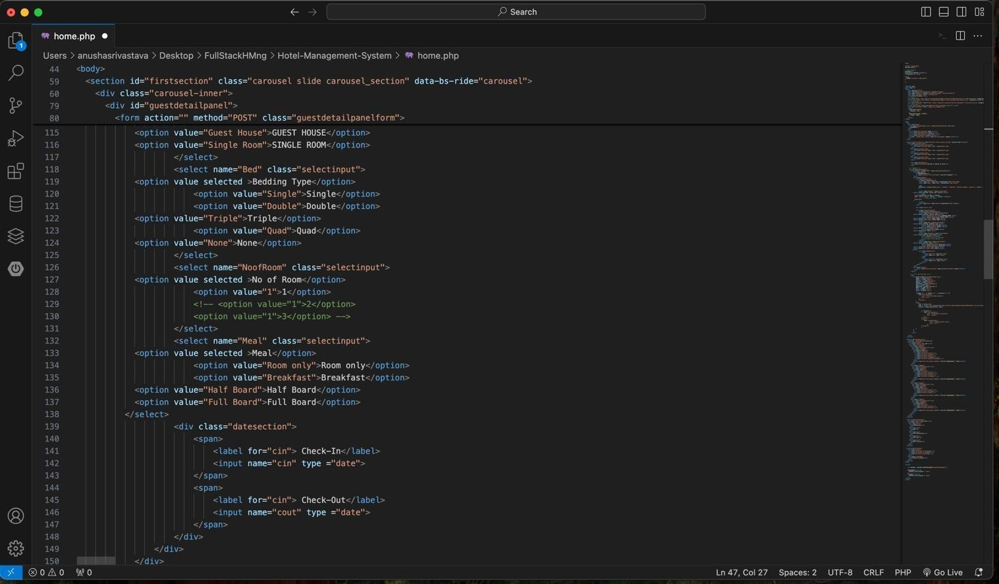 Search
home.php
Users > anushasrivastava > Desktop > FullStackHMng > Hotel-Management-System > home.php
44 <body>
59 <section id="firstsection" class="carousel slide carousel_section" data-bs-ride="carousel">
60 <div class="carousel-inner">
79 <div id="guestdetailpanel">
80 <form action="" method="POST" class="guestdetailpanelform">
115 <option value="Guest House">GUEST HOUSE</option>
116 <option value="Single Room">SINGLE ROOM</option>
117 </select>
118 <select name="Bed" class="selectinput">
119 <option value selected >Bedding Type</option>
120 <option value="Single">Single</option>
121 <option value="Double">Double</option>
122 <option value="Triple">Triple</option>
123 <option value="Quad">Quad</option>
124 <option value="None">None</option>
125 </select>
126 <select name="NoofRoom" class="selectinput">
127 <option value selected >No of Room</option>
128 <option value="1">1</option>
129 <!-- <option value="1">2</option>
130 <option value="1">3</option> -->
131 </select>
132 <select name="Meal" class="selectinput">
133 <option value selected >Meal</option>
134 <option value="Room only">Room only</option>
135 <option value="Breakfast">Breakfast</option>
136 <option value="Half Board">Half Board</option>
137 <option value="Full Board">Full Board</option>
138 </select>
139 <div class="datesection">
140 <span>
141 <label for="cin"> Check-In</label>
142 <input name="cin" type ="date">
143 </span>
144 <span>
145 <label for="cin"> Check-Out</label>
146 <input name="cout" type ="date">
147 </span>
148 </div>
149 </div>
150 </div>
1
0 0 0 Ln 47, Col 27 Spaces: 2 UTF-8 CRLF PHP Go Live